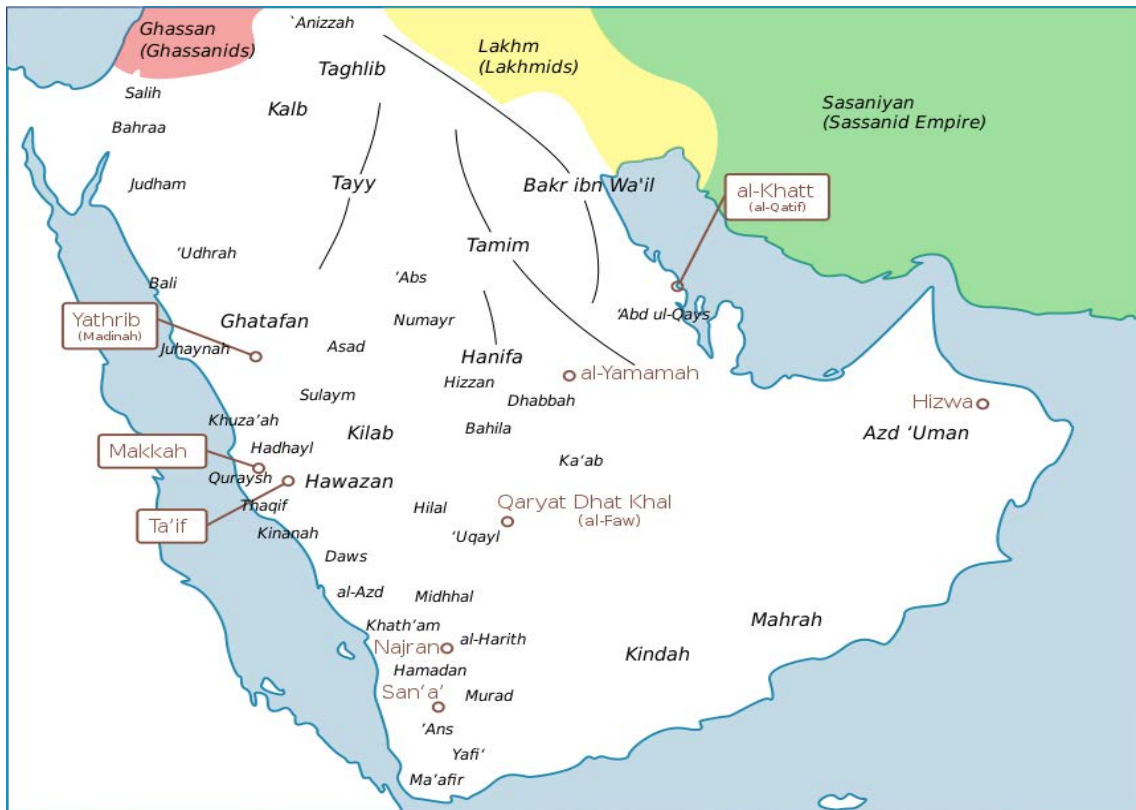 Ghassan
(Ghassanids)
`Anizzah
Lakhm
(Lakhmids)
Taghlib
Salih
Kalb
Sasaniyan
(Sassanid Empire)
Bahraa
Judham
Tayy
Bakr ibn Wa'il
al-Khatt
(al-Qatif)
'Udhrah
Tamim
Bali
'Abs
Yathrib
(Madinah)
Ghatafan
Numayr
‘Abd ul-Qays
Juhaynah
Asad
Hanifa
al-Yamamah
Hizzan
Sulaym
Dhabbah
Hizwa
Khuza’ah
Kilab
Bahila
Azd ‘Uman
Makkah
Hadhayl
Ka‘ab
Quraysh
Hawazan
Thaqif
Hilal
Qaryat Dhat Khal
(al-Faw)
Ta’if
Kinanah
‘Uqayl
Daws
al-Azd
Midhhal
Mahrah
Khath’am
al-Harith
Najran
Kindah
Hamadan
San‘a’
Murad
’Ans
Yafi‘
Ma’afir